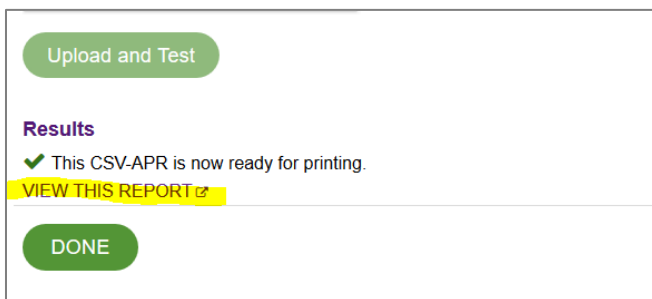 Upload and Test
Results
This CSV-APR is now ready for printing.
VIEW THIS REPORT
DONE